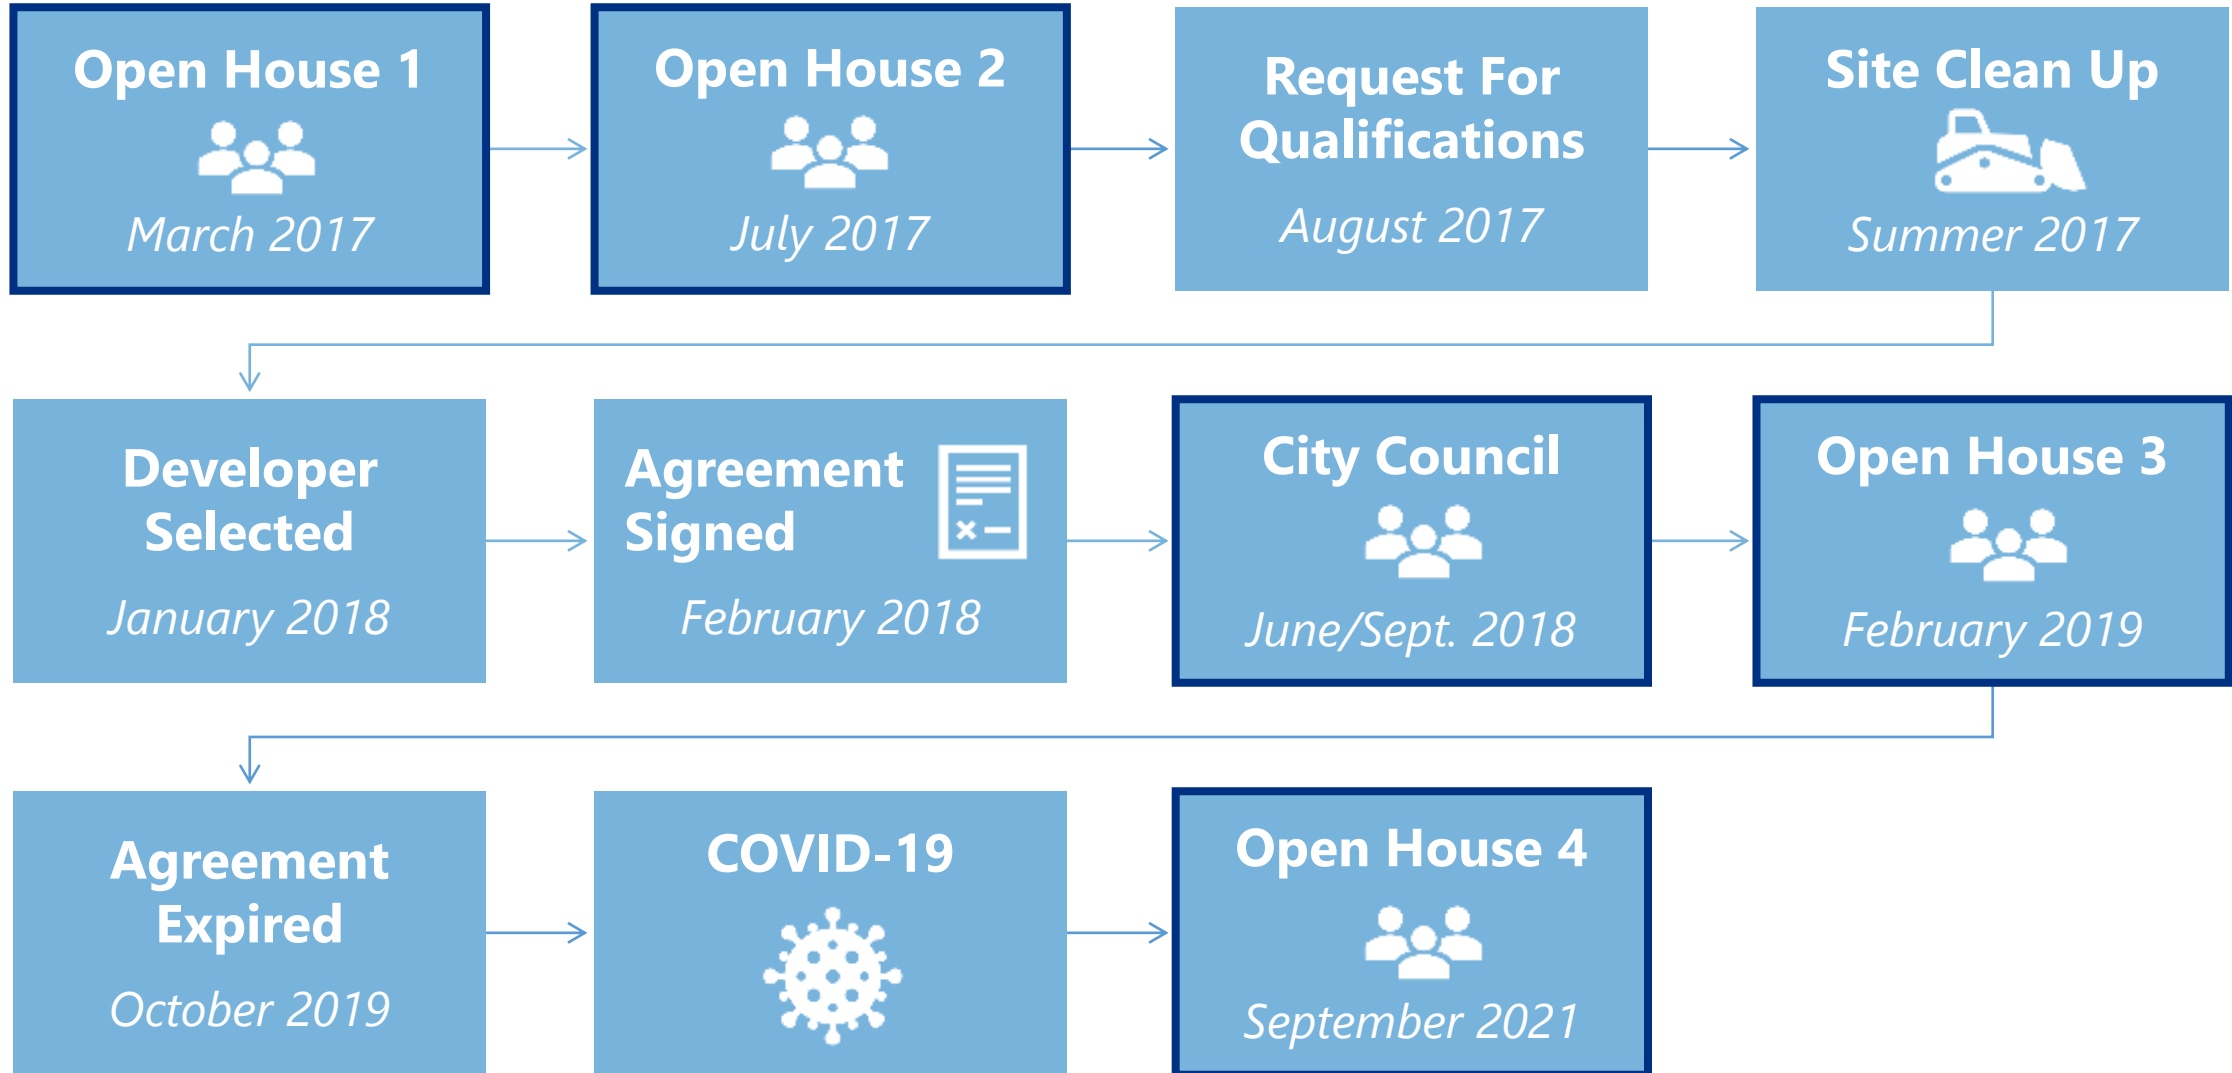 Open House 1
March 2017
Open House 2
July 2017
Request For
Qualifications
August 2017
Site Clean Up
Summer 2017
Developer
Selected
January 2018
Agreement
Signed
February 2018
City Council
June/Sept. 2018
Open House 3
February 2019
Agreement
Expired
October 2019
COVID-19
Open House 4
September 2021